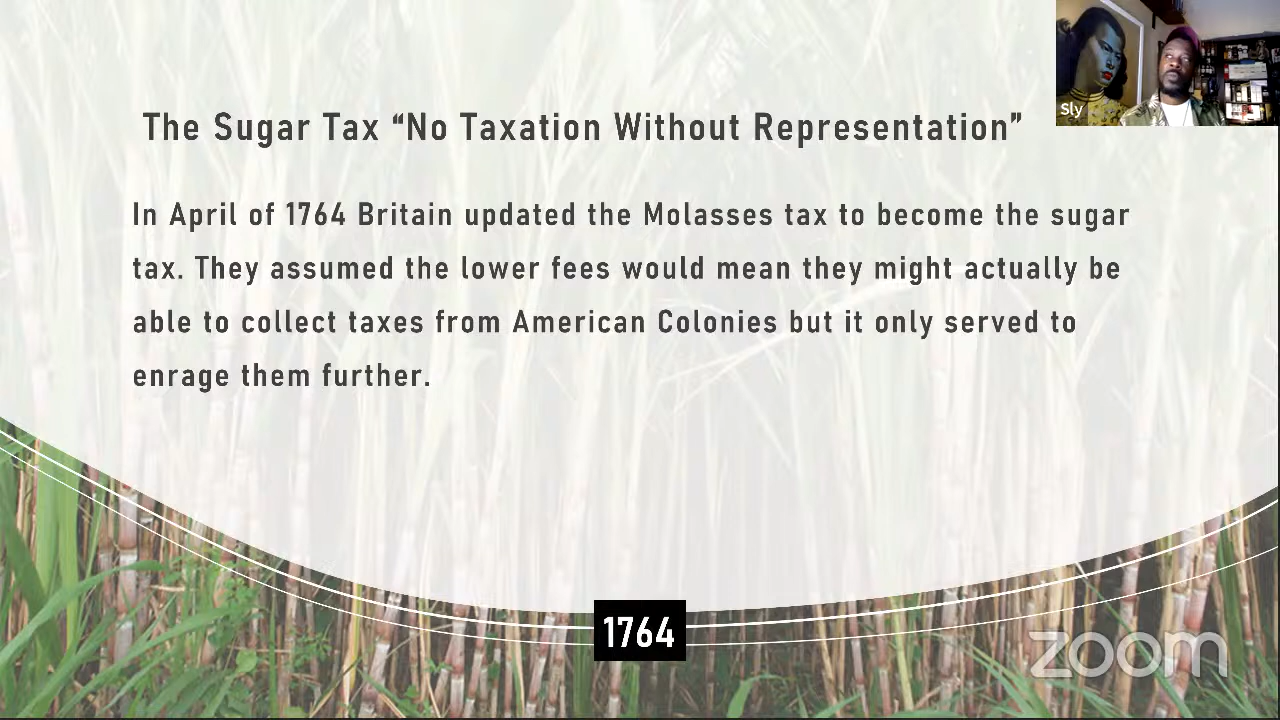 Sly
The Sugar Tax “No Taxation Without Representation”
In April of 1764 Britain updated the Molasses tax to become the sugar
tax. They assumed the lower fees would mean they might actually be
able to collect taxes from American Colonies but it only served to
enrage them further.
1764
zoom